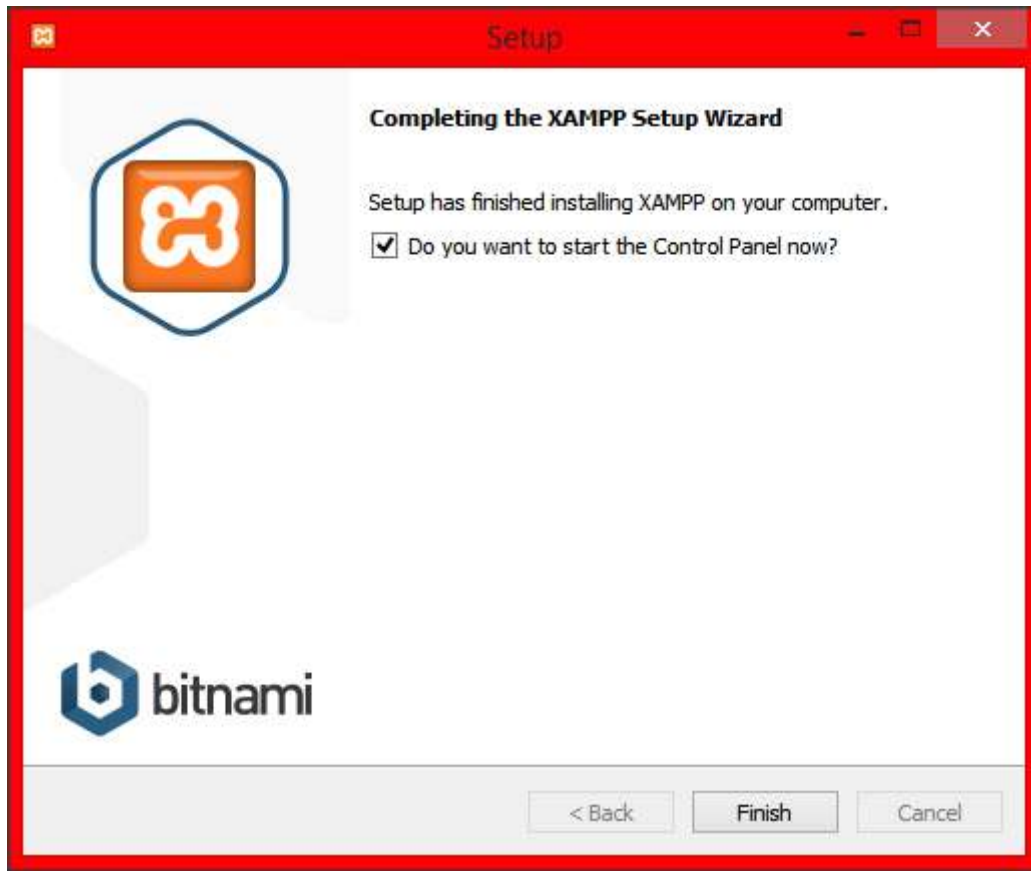 Setup
Completing the XAMPP Setup Wizard
Setup has finished installing XAMPP on your computer.
Do you want to start the Control Panel now?
bitnami
< Back
Finish
Cancel